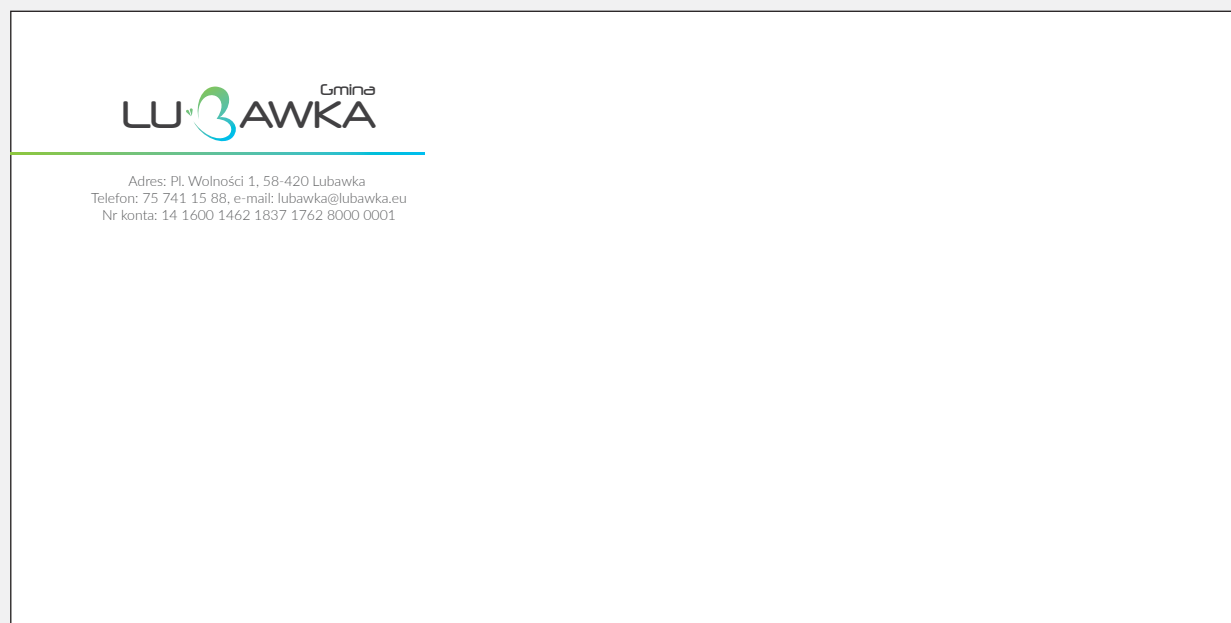 Gmina
LUBAWKA
Adres: Pl. Wolności 1, 58-420 Lubawka
Telefon: 75 741 15 88, e-mail: lubawka@lubawka.eu
Nr konta: 14 1600 1462 1837 1762 8000 0001